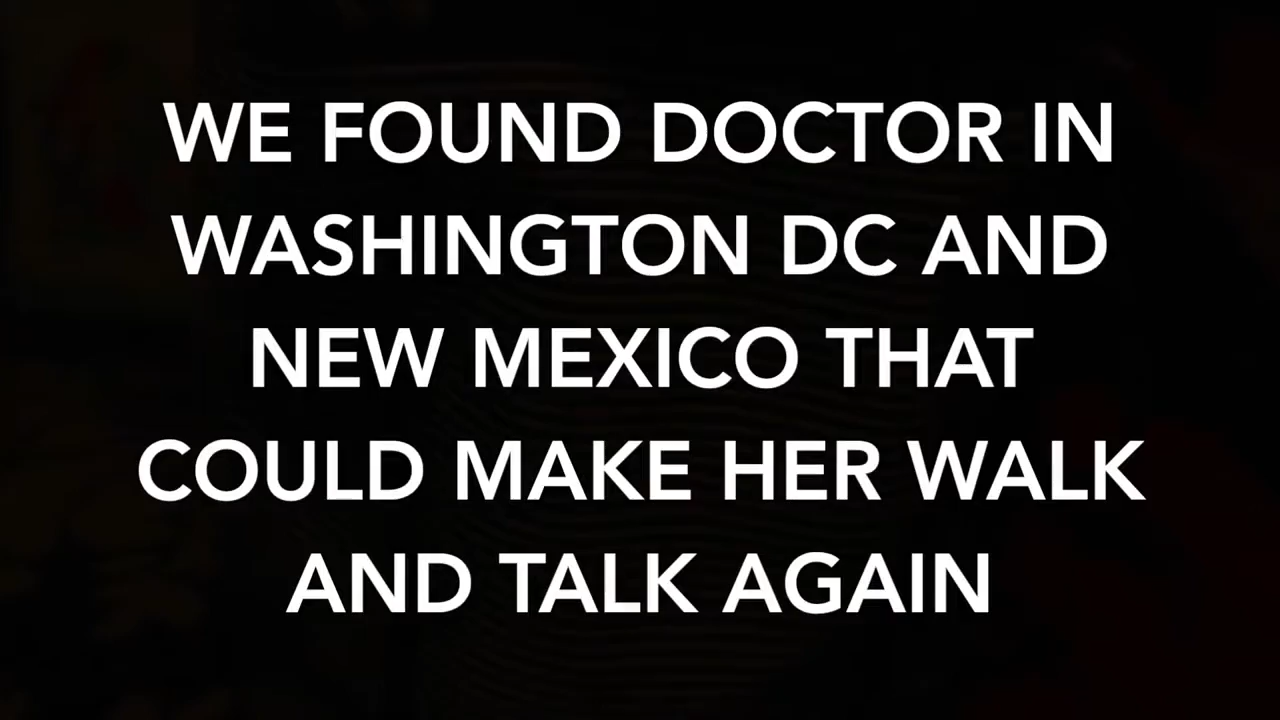 WE FOUND DOCTOR IN
WASHINGTON DC AND
NEW MEXICO THAT
COULD MAKE HER WALK
AND TALK AGAIN